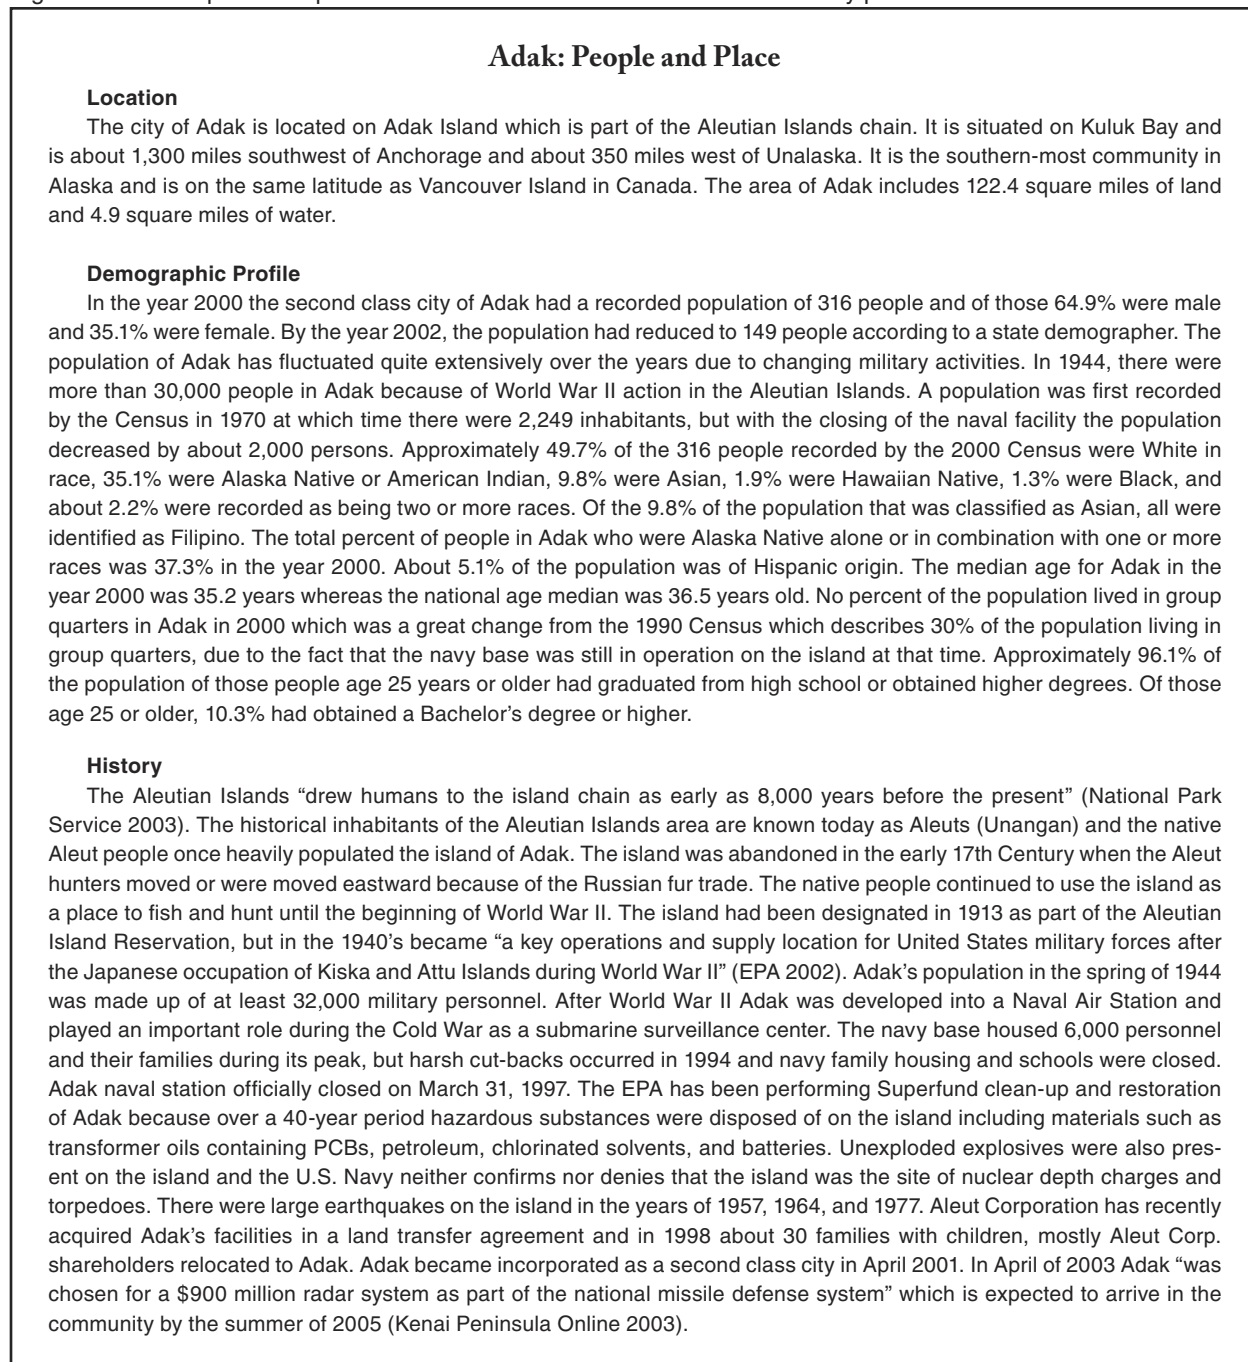 Adak: People and Place
Location
The city of Adak is located on Adak Island which is part of the Aleutian Islands chain. It is situated on Kuluk Bay and
is about 1,300 miles southwest of Anchorage and about 350 miles west of Unalaska. It is the southern-most community in
Alaska and is on the same latitude as Vancouver Island in Canada. The area of Adak includes 122.4 square miles of land
and 4.9 square miles of water.
Demographic Profile
In the year 2000 the second class city of Adak had a recorded population of 316 people and of those 64.9% were male
and 35.1% were female. By the year 2002, the population had reduced to 149 people according to a state demographer. The
population of Adak has fluctuated quite extensively over the years due to changing military activities. In 1944, there were
more than 30,000 people in Adak because of World War II action in the Aleutian Islands. A population was first recorded
by the Census in 1970 at which time there were 2,249 inhabitants, but with the closing of the naval facility the population
decreased by about 2,000 persons. Approximately 49.7% of the 316 people recorded by the 2000 Census were White in
race, 35.1% were Alaska Native or American Indian, 9.8% were Asian, 1.9% were Hawaiian Native, 1.3% were Black, and
about 2.2% were recorded as being two or more races. Of the 9.8% of the population that was classified as Asian, all were
identified as Filipino. The total percent of people in Adak who were Alaska Native alone or in combination with one or more
races was 37.3% in the year 2000. About 5.1% of the population was of Hispanic origin. The median age for Adak in the
year 2000 was 35.2 years whereas the national age median was 36.5 years old. No percent of the population lived in group
quarters in Adak in 2000 which was a great change from the 1990 Census which describes 30% of the population living in
group quarters, due to the fact that the navy base was still in operation on the island at that time. Approximately 96.1% of
the population of those people age 25 years or older had graduated from high school or obtained higher degrees. Of those
age 25 or older, 10.3% had obtained a Bachelor's degree or higher.
History
The Aleutian Islands “drew humans to the island chain as early as 8,000 years before the present” (National Park
Service 2003). The historical inhabitants of the Aleutian Islands area are known today as Aleuts (Unangan) and the native
Aleut people once heavily populated the island of Adak. The island was abandoned in the early 17th Century when the Aleut
hunters moved or were moved eastward because of the Russian fur trade. The native people continued to use the island as
a place to fish and hunt until the beginning of World War II. The island had been designated in 1913 as part of the Aleutian
Island Reservation, but in the 1940's became “a key operations and supply location for United States military forces after
the Japanese occupation of Kiska and Attu Islands during World War II” (EPA 2002). Adak's population in the spring of 1944
was made up of at least 32,000 military personnel. After World War II Adak was developed into a Naval Air Station and
played an important role during the Cold War as a submarine surveillance center. The navy base housed 6,000 personnel
and their families during its peak, but harsh cut-backs occurred in 1994 and navy family housing and schools were closed.
Adak naval station officially closed on March 31, 1997. The EPA has been performing Superfund clean-up and restoration
of Adak because over a 40-year period hazardous substances were disposed of on the island including materials such as
transformer oils containing PCBs, petroleum, chlorinated solvents, and batteries. Unexploded explosives were also pres-
ent on the island and the U.S. Navy neither confirms nor denies that the island was the site of nuclear depth charges and
torpedoes. There were large earthquakes on the island in the years of 1957, 1964, and 1977. Aleut Corporation has recently
acquired Adak's facilities in a land transfer agreement and in 1998 about 30 families with children, mostly Aleut Corp.
shareholders relocated to Adak. Adak became incorporated as a second class city in April 2001. In April of 2003 Adak “was
chosen for a $900 million radar system as part of the national missile defense system” which is expected to arrive in the
community by the summer of 2005 (Kenai Peninsula Online 2003).